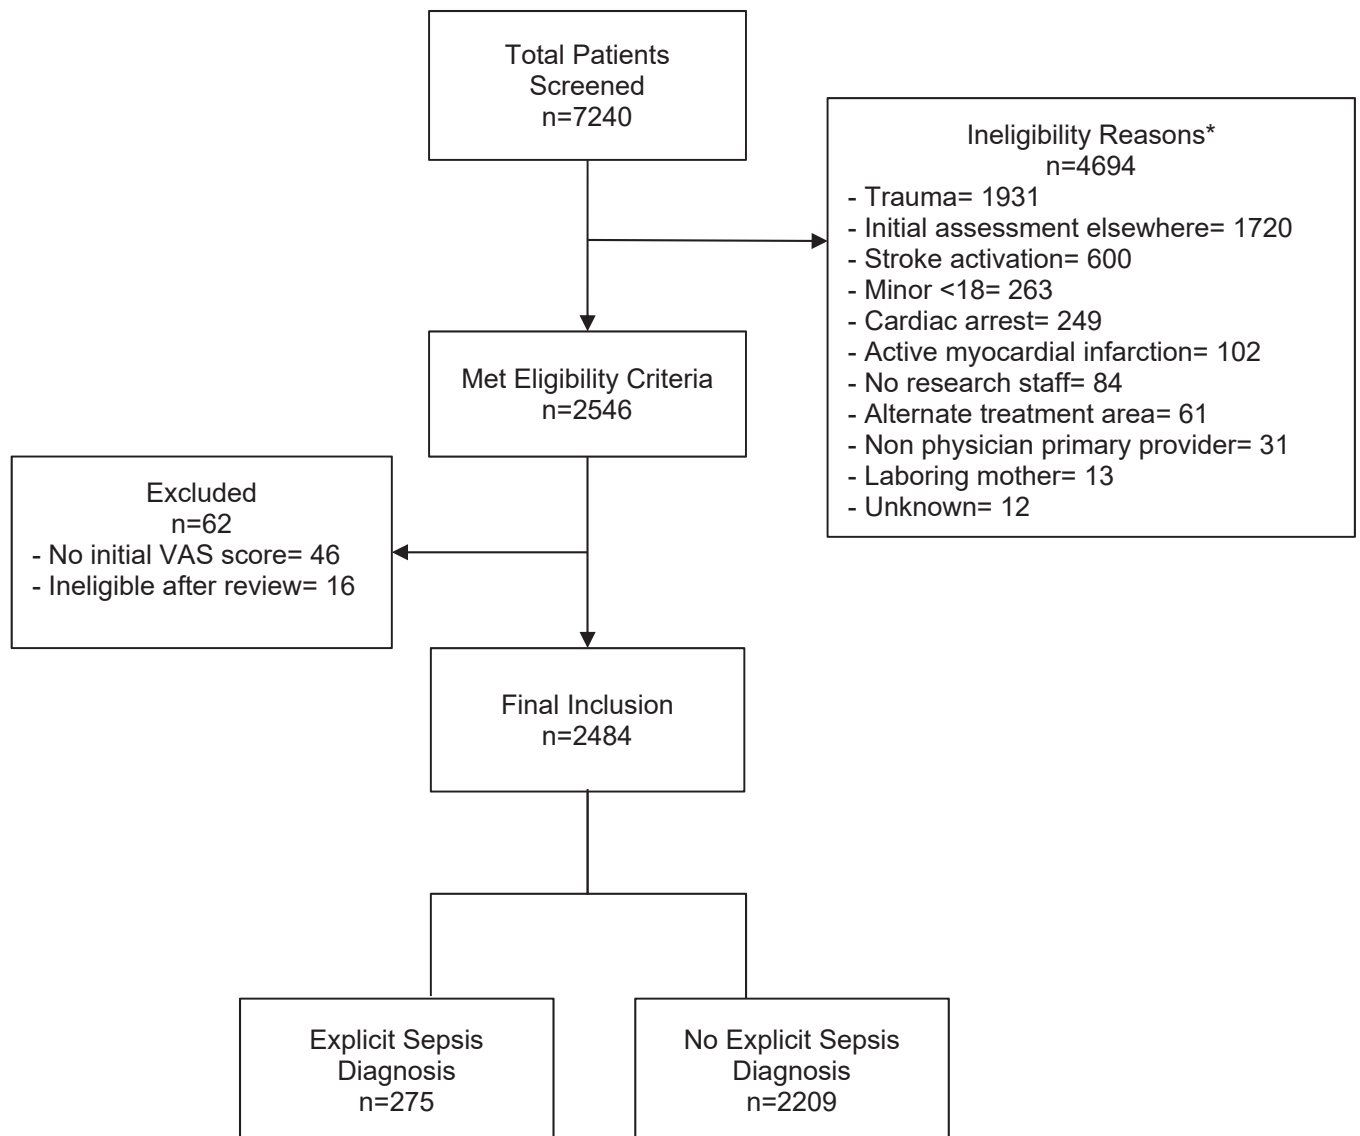 Total Patients
Screened
n=7240
Ineligibility Reasons*
n=4694
- Trauma= 1931
- Initial assessment elsewhere= 1720
- Stroke activation= 600
- Minor <18= 263
- Cardiac arrest= 249
- Active myocardial infarction= 102
- No research staff= 84
- Alternate treatment area= 61
- Non physician primary provider= 31
- Laboring mother= 13
- Unknown= 12
Met Eligibility Criteria
n=2546
Excluded
n=62
- No initial VAS score= 46
- Ineligible after review= 16
Final Inclusion
n=2484
Explicit Sepsis
Diagnosis
n=275
No Explicit Sepsis
Diagnosis
n=2209